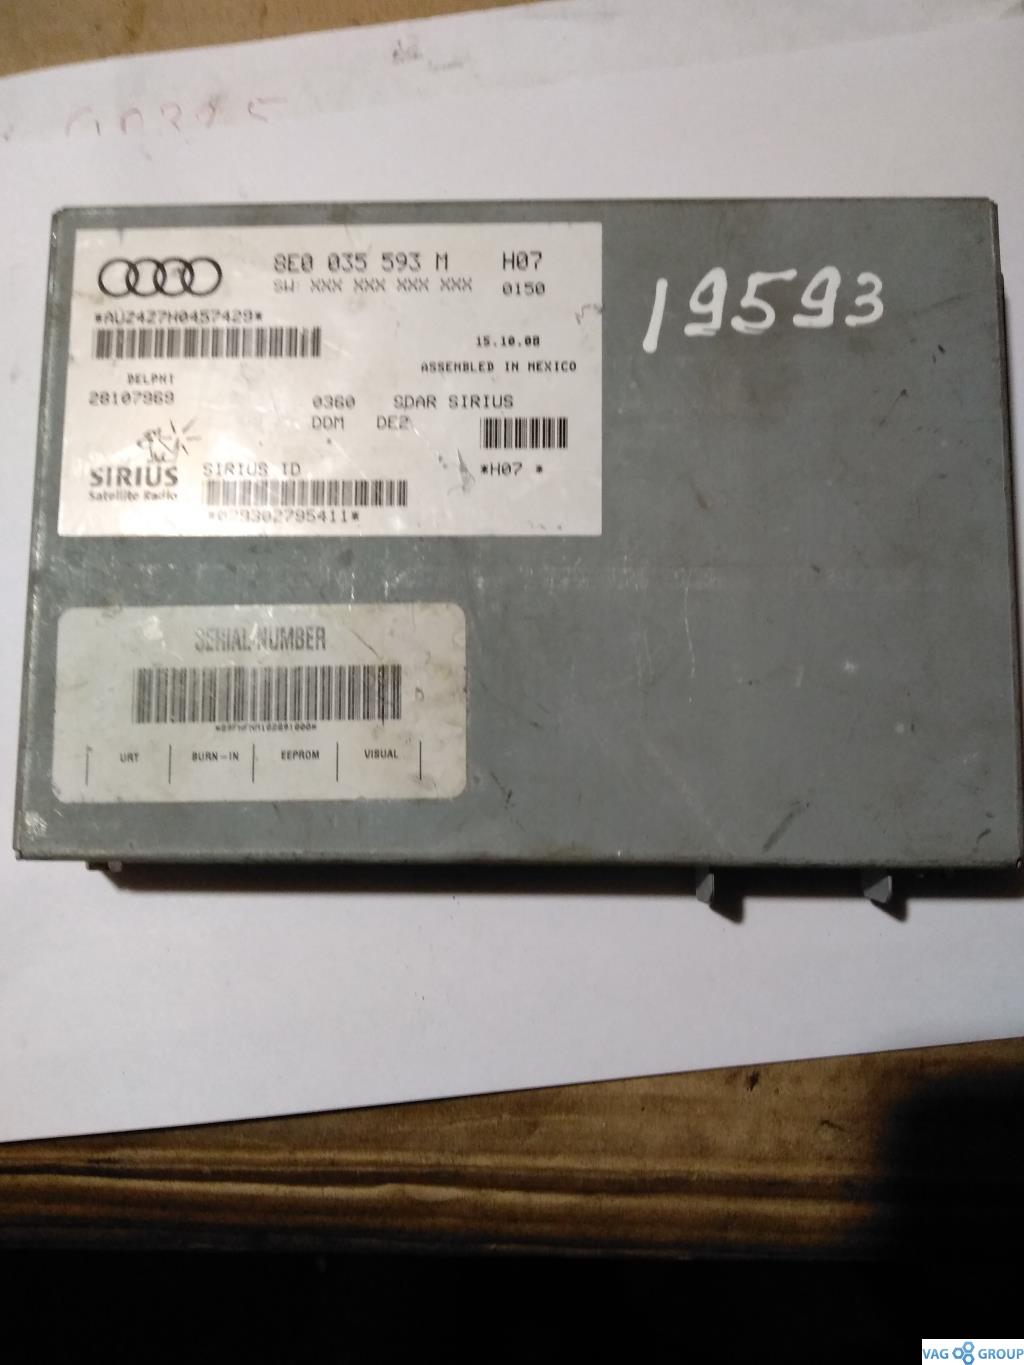 8E0 035 593 M H07
SW: XXX XXX XXX XXX 0150
*AUZ4Z7H0457429*
15.10.08
ASSEMBLED IN MEXICO
DELPHI
28107969
0360 SDAR SIRIUS
DDM DE2
SIRIUS
Satellite Radio
SIRIUS ID
*H07 *
*029302795411*
19593
SERIAL NUMBER
URT BURN-IN EEPROM VISUAL
VAG GROUP